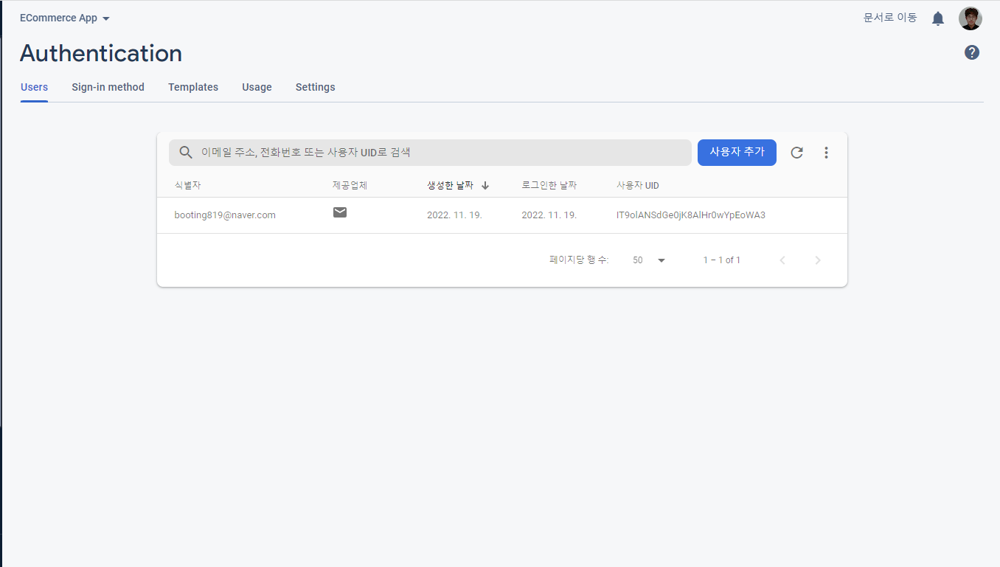 ECommerce App
문서로 이동
Authentication
Users Sign-in method Templates Usage Settings
이메일 주소, 전화번호 또는 사용자 UID로 검색
사용자 추가
식별자 제공업체 생성한 날짜 로그인한 날짜 사용자 UID
booting819@naver.com 2022. 11. 19. 2022. 11. 19. IT9olANSdGe0jK8AlHr0wYpEoWA3
페이지당 행 수: 50 1 – 1 of 1